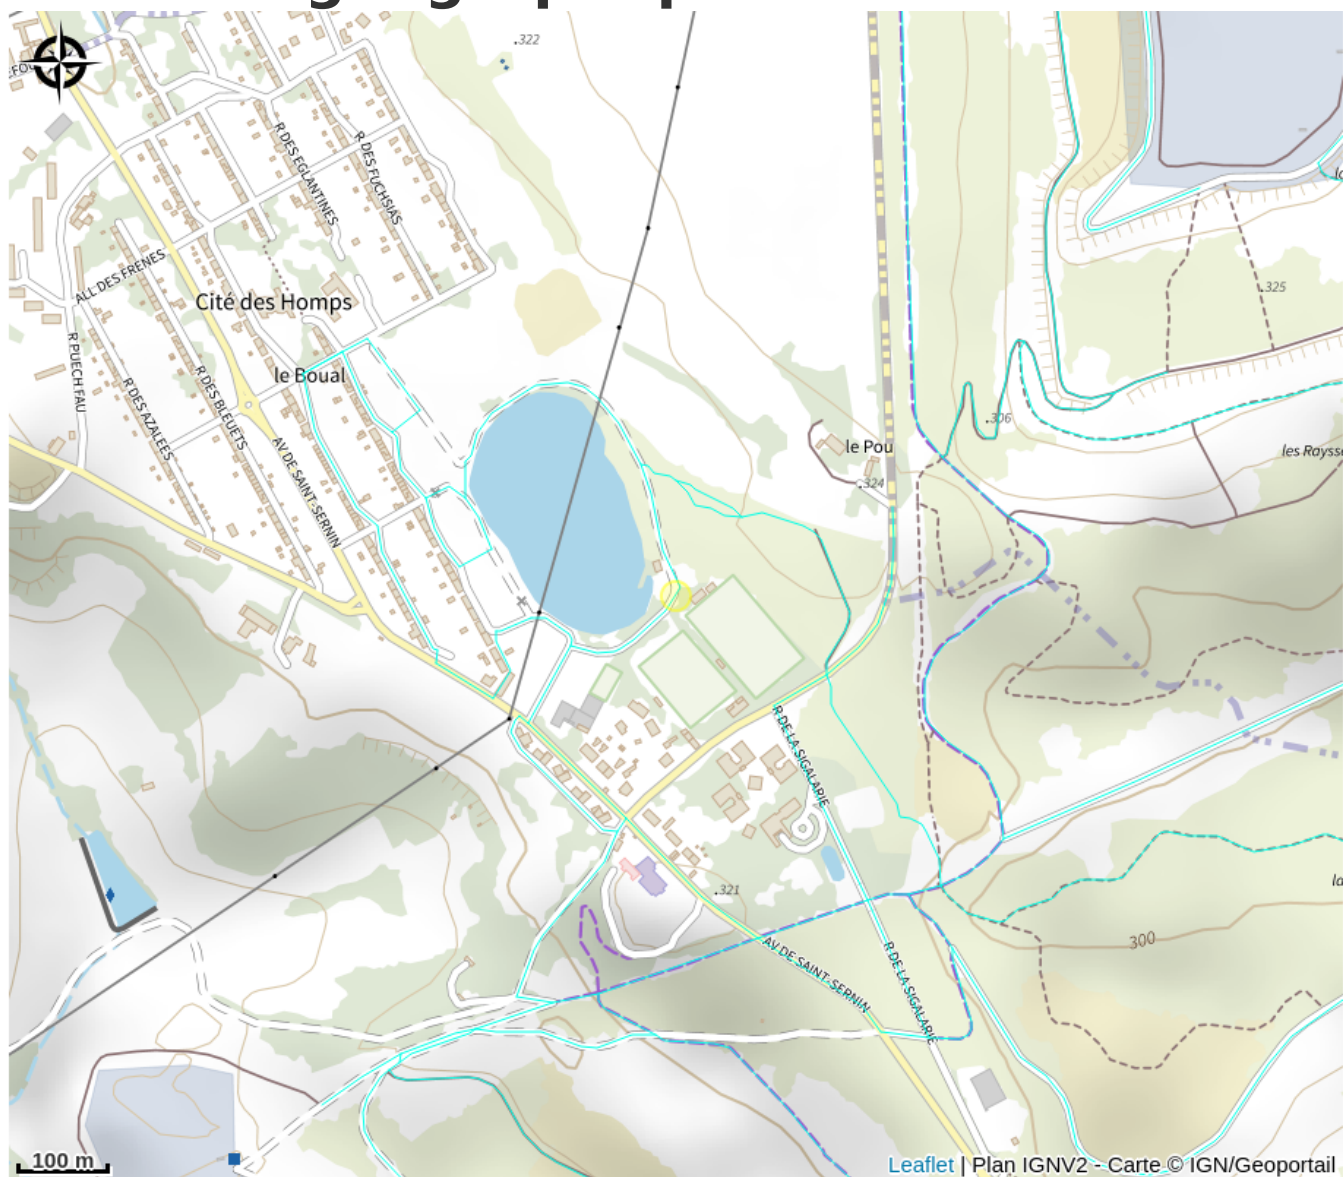 .322
R DES EGLANTINES
R DES FUCHSIAS
ALL DES FRENES
Cité des Homps
.325
R PUECH FAU
le Boual
R DES BLEUETS
R DES AZALEES
.306
AV DE SAINT-SERNIN
le Pou
les Rayss
324
R DE LA SIGALARIE
.321
la
300
AV DE SAINT-SERNIN
R DE LA SIGALARIE
100 m
Leaflet | Plan IGNV2 - Carte © IGN/Geoportail